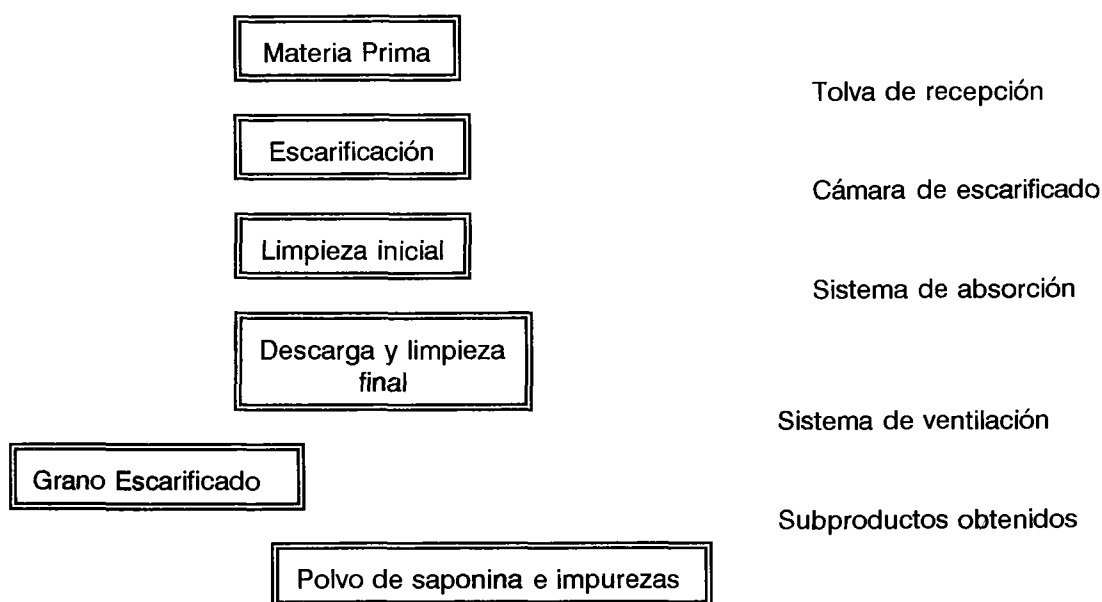 Materia Prima
Tolva de recepción
Escarificación
Cámara de escarificado
Limpieza inicial
Sistema de absorción
Descarga y limpieza
final
Sistema de ventilación
Grano Escarificado
Subproductos obtenidos
Polvo de saponina e impurezas